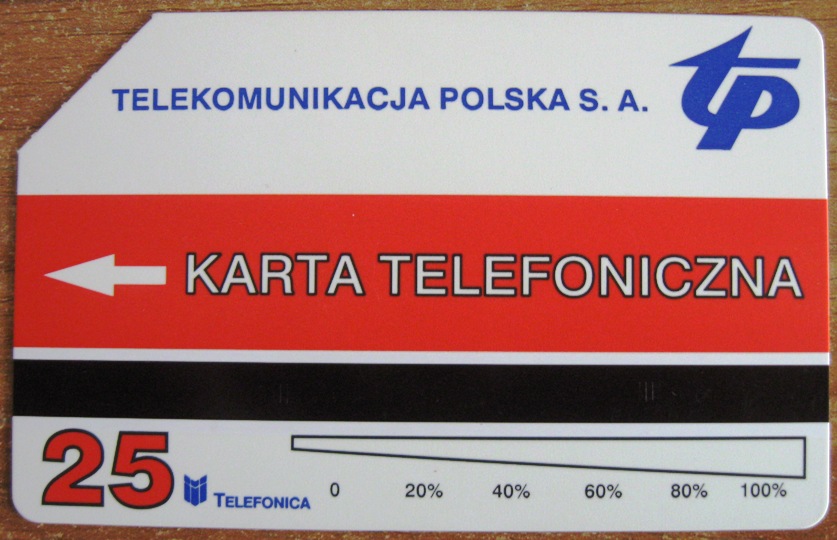 TELEKOMUNIKACJA POLSKA S. A.
tp
KARTA TELEFONICZNA
25
TELEFONICA
0 20% 40% 60% 80% 100%